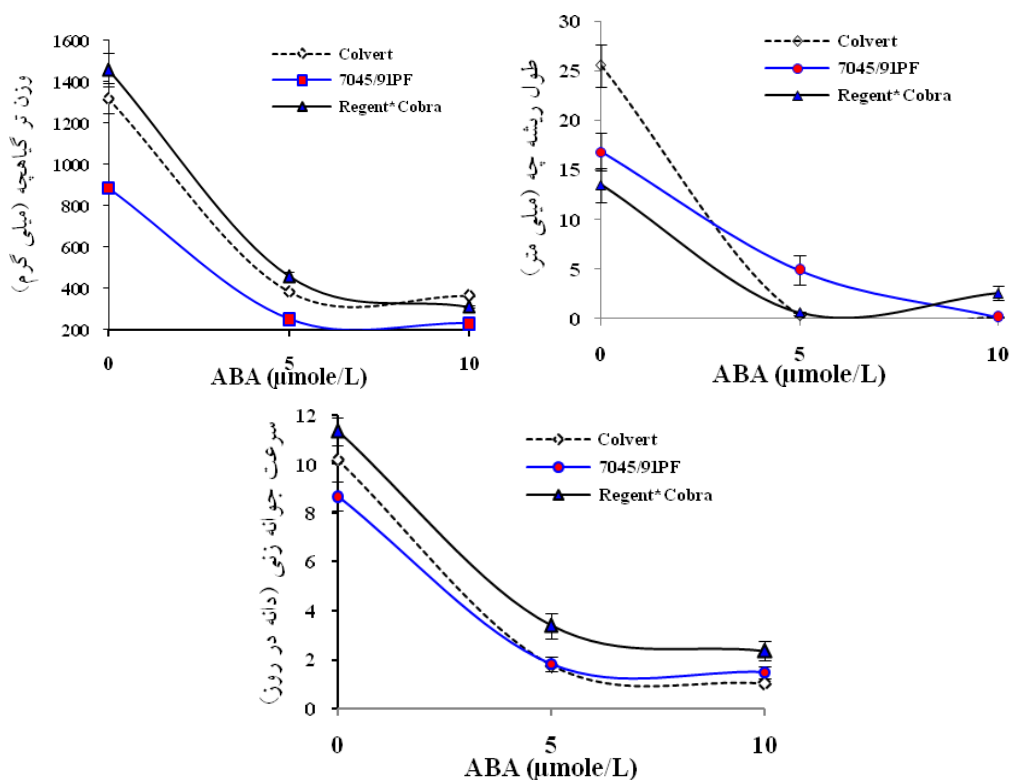 وزن تر گیاهچه (میلی گرم)
1600
1400
1200
1000
800
600
400
200
Colvert
7045/91PF
Regent*Cobra
0 5 10
ABA (µmole/L)
طول ریشه چه (میلی متر)
30
25
20
15
10
5
0
Colvert
7045/91PF
Regent*Cobra
0 5 10
ABA (µmole/L)
سرعت جوانه زنی (دانه در روز)
12
10
8
6
4
2
0
Colvert
7045/91PF
Regent*Cobra
0 5 10
ABA (µmole/L)